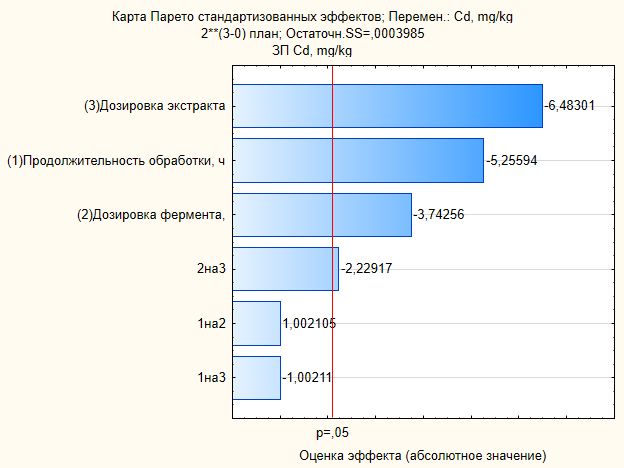 Карта Парето стандартизованных эффектов; Перемен.: Cd, mg/kg
2**(3-0) план; Остаточн.SS=,0003985
ЗП Cd, mg/kg
(3)Дозировка экстракта
-6,48301
(1)Продолжительность обработки, ч
-5,25594
(2)Дозировка фермента,
-3,74256
2на3
-2,22917
1на2
1,002105
1на3
-1,00211
p=,05
Оценка эффекта (абсолютное значение)